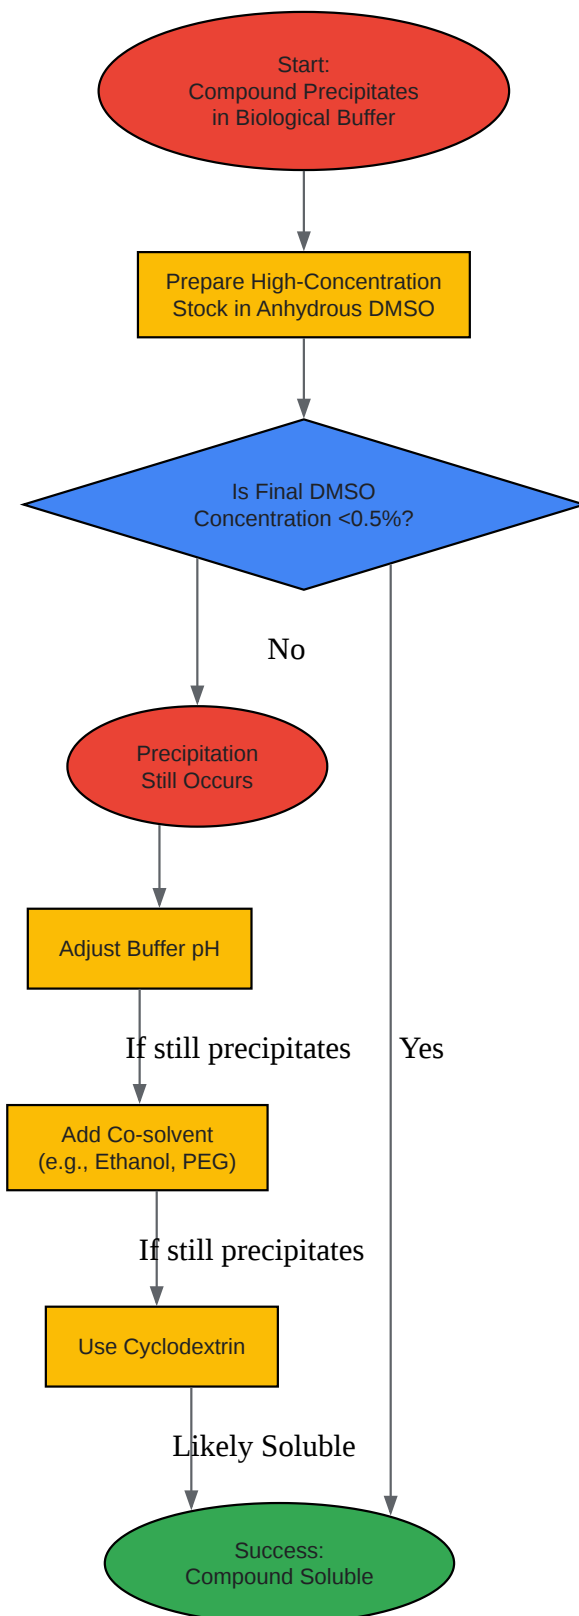 Start:
Compound Precipitates
in Biological Buffer
Prepare High-Concentration
Stock in Anhydrous DMSO
Is Final DMSO
Concentration <0.5%?
No
Precipitation
Still Occurs
Adjust Buffer pH
If still precipitates
Yes
Add Co-solvent
(e.g., Ethanol, PEG)
If still precipitates
Use Cyclodextrin
Likely Soluble
Success:
Compound Soluble